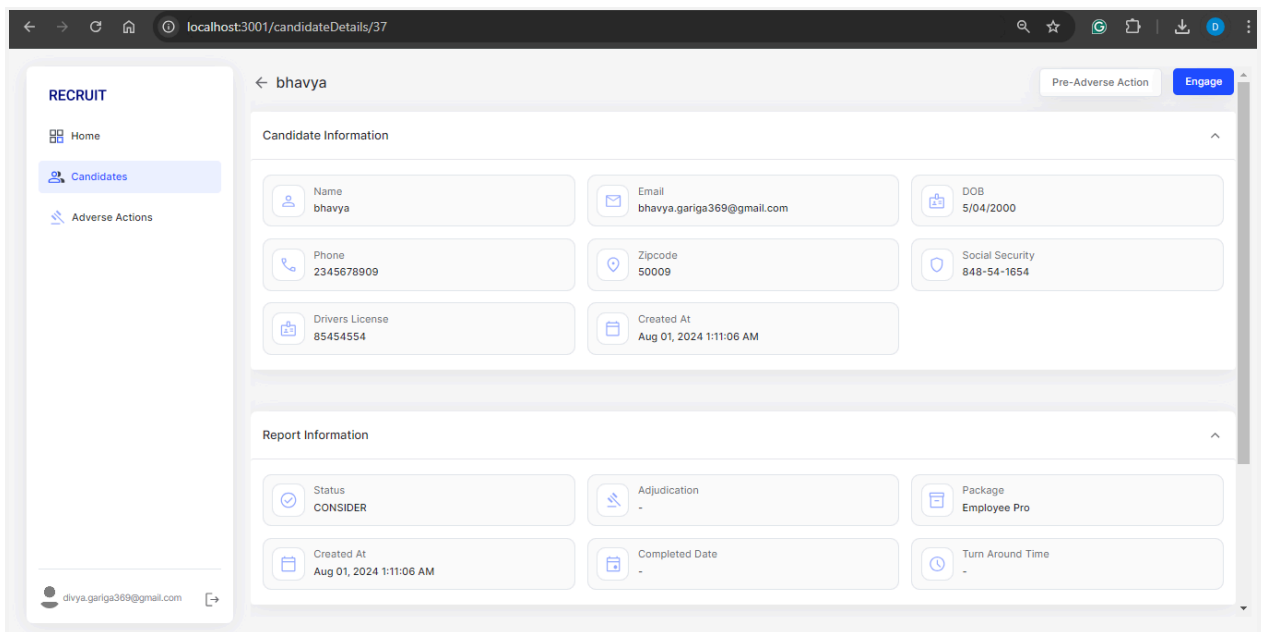 localhost:3001/candidateDetails/37
D
RECRUIT
Home
Candidates
Adverse Actions
divya.gariga369@gmail.com
bhavya
Pre-Adverse Action
Engage
Candidate Information
Name
bhavya
Email
bhavya.gariga369@gmail.com
DOB
5/04/2000
Phone
2345678909
Zipcode
50009
Social Security
848-54-1654
Drivers License
85454554
Created At
Aug 01, 2024 1:11:06 AM
Report Information
Status
CONSIDER
Adjudication
-
Package
Employee Pro
Created At
Aug 01, 2024 1:11:06 AM
Completed Date
-
Turn Around Time
-